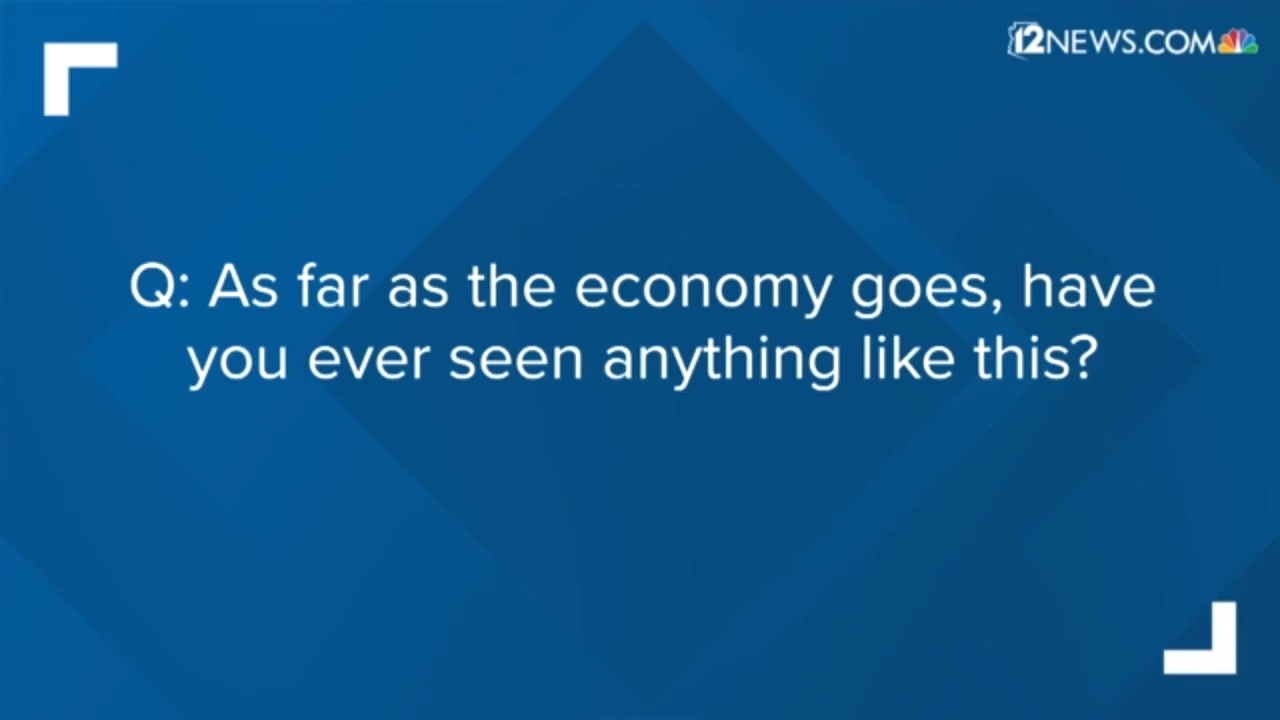 12NEWS.COM
Q: As far as the economy goes, have
you ever seen anything like this?